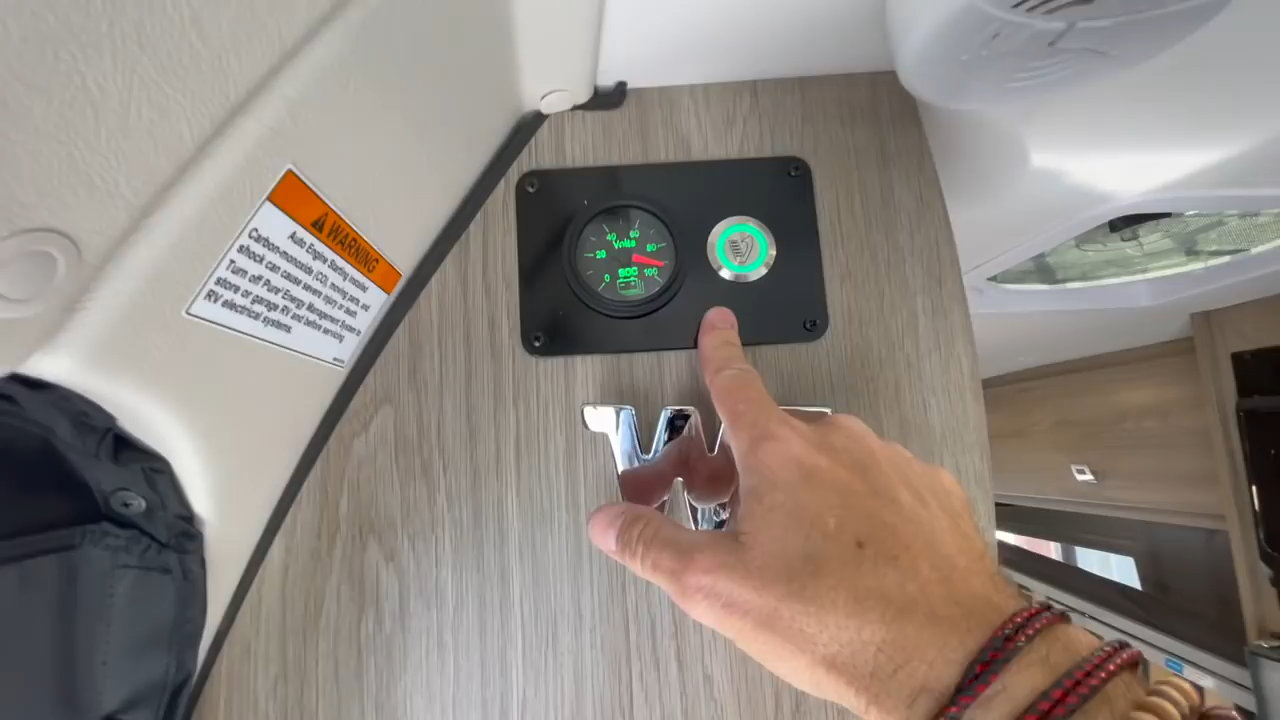 WARNING
Auto Engine Starting installed.
Carbon-monoxide (CO), moving parts, and
shock can cause severe injury or death.
Turn off Pure³ Energy Management System to
store or garage RV and before servicing
RV electrical systems.
40 60
Volts
20 80
0 100
W